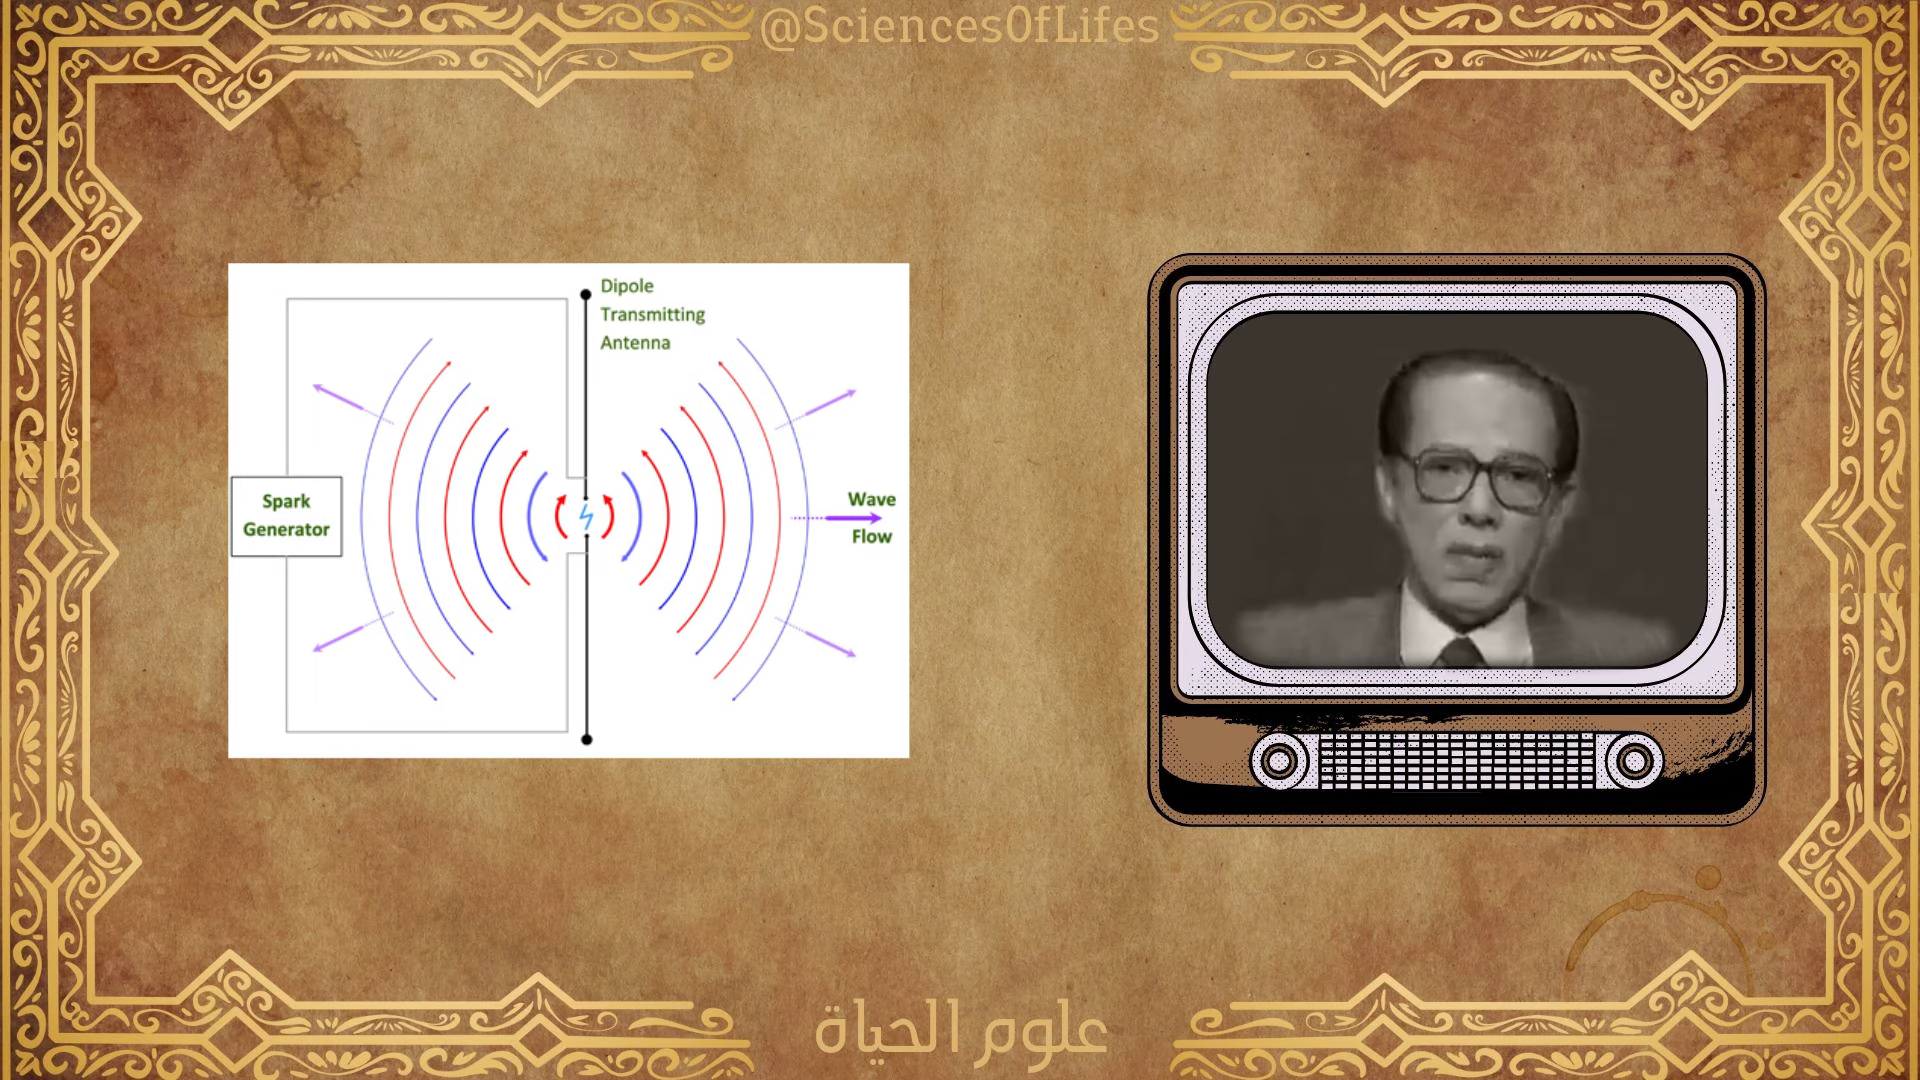 @SciencesOfLifes
Dipole
Transmitting
Antenna
Spark
Generator
Wave
Flow
علوم الحياة